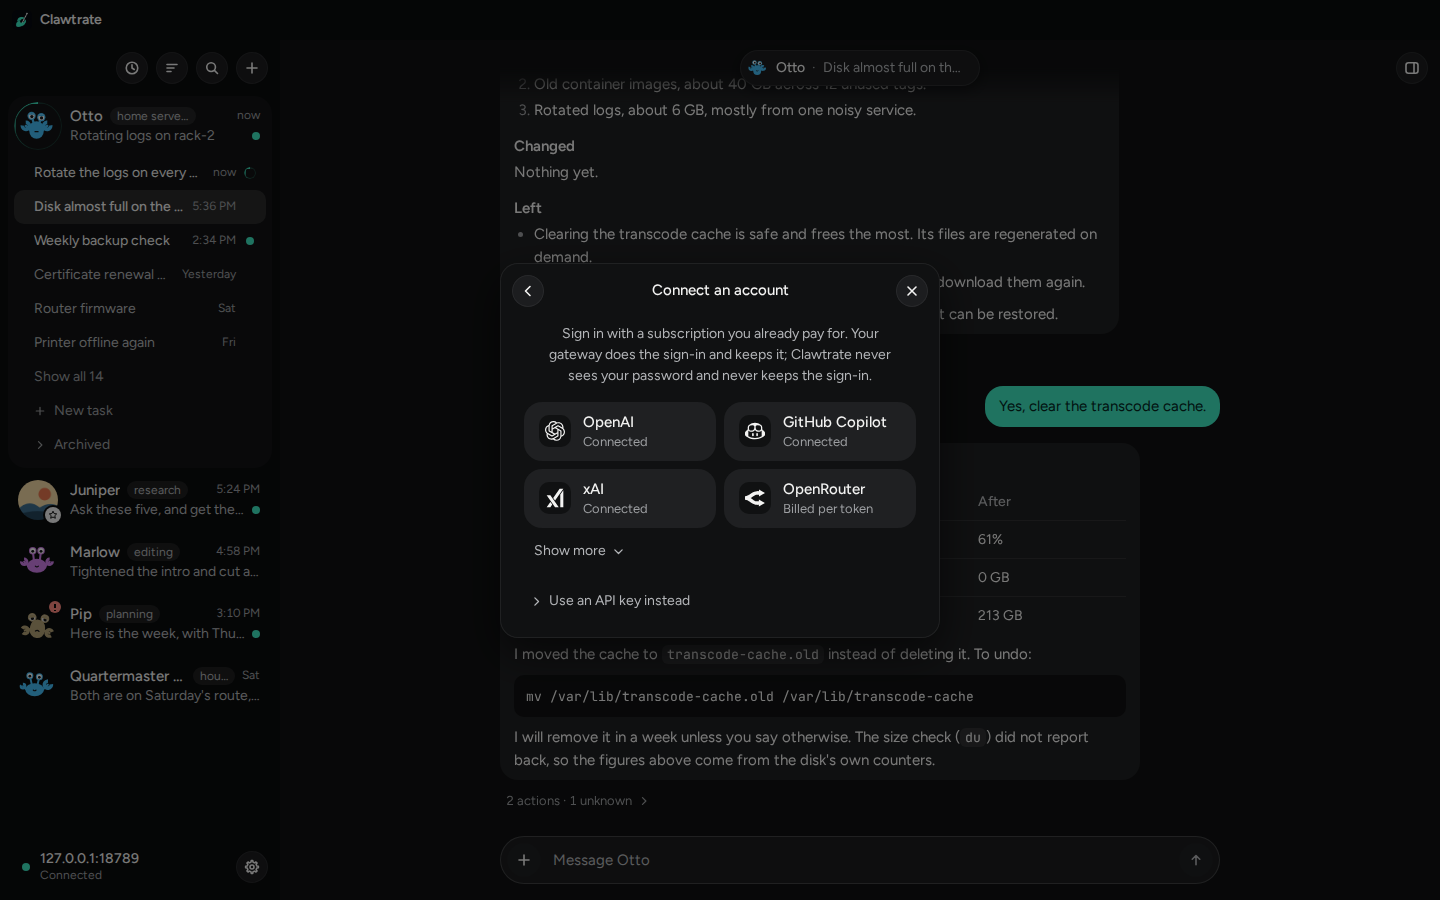 Clawtrate
Otto home serve... now
Rotating logs on rack-2
Rotate the logs on every ... now
Disk almost full on the ... 5:36 PM
Weekly backup check 2:34 PM
Certificate renewal ... Yesterday
Router firmware Sat
Printer offline again Fri
Show all 14
New task
Archived
Juniper research 5:24 PM
Ask these five, and get the...
Marlow editing 4:58 PM
Tightened the intro and cut a...
Pip planning 3:10 PM
Here is the week, with Thu...
Quartermaster ... hou... Sat
Both are on Saturday's route,...
127.0.0.1:18789
Connected
Otto · Disk almost full on th...
2. Old container images, about 40 GB across 12 unused tags.
3. Rotated logs, about 6 GB, mostly from one noisy service.
Changed
Nothing yet.
Left
• Clearing the transcode cache is safe and frees the most. Its files are regenerated on
demand.
download them again.
t can be restored.
Connect an account
Sign in with a subscription you already pay for. Your
gateway does the sign-in and keeps it; Clawtrate never
sees your password and never keeps the sign-in.
OpenAI
Connected
GitHub Copilot
Connected
xAI
Connected
OpenRouter
Billed per token
Show more
Use an API key instead
Yes, clear the transcode cache.
After
61%
0 GB
213 GB
I moved the cache to transcode-cache.old instead of deleting it. To undo:
mv /var/lib/transcode-cache.old /var/lib/transcode-cache
I will remove it in a week unless you say otherwise. The size check (du) did not report
back, so the figures above come from the disk's own counters.
2 actions · 1 unknown
Message Otto